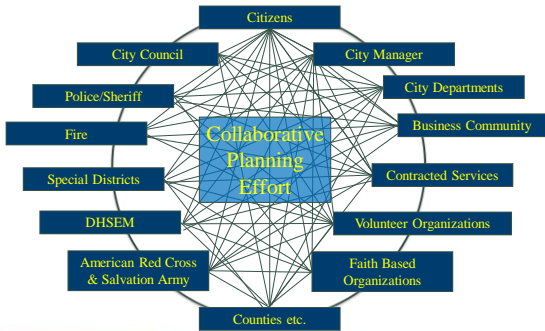 Citizens
City Council
City Manager
Police/Sheriff
City Departments
Fire
Business Community
Collaborative
Planning
Effort
Special Districts
Contracted Services
DHSEM
Volunteer Organizations
American Red Cross
& Salvation Army
Faith Based
Organizations
Counties etc.